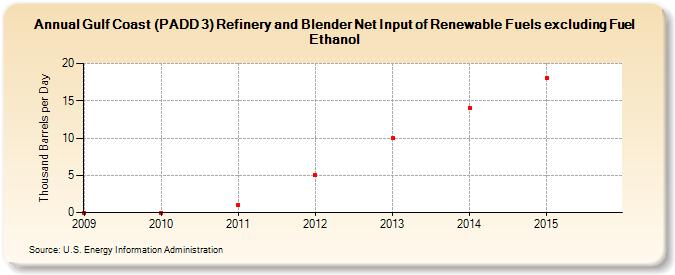 Annual Gulf Coast (PADD 3) Refinery and Blender Net Input of Renewable Fuels excluding Fuel
Ethanol
Thousand Barrels per Day
20
15
10
5
0
2009 2010 2011 2012 2013 2014 2015
Source: U.S. Energy Information Administration